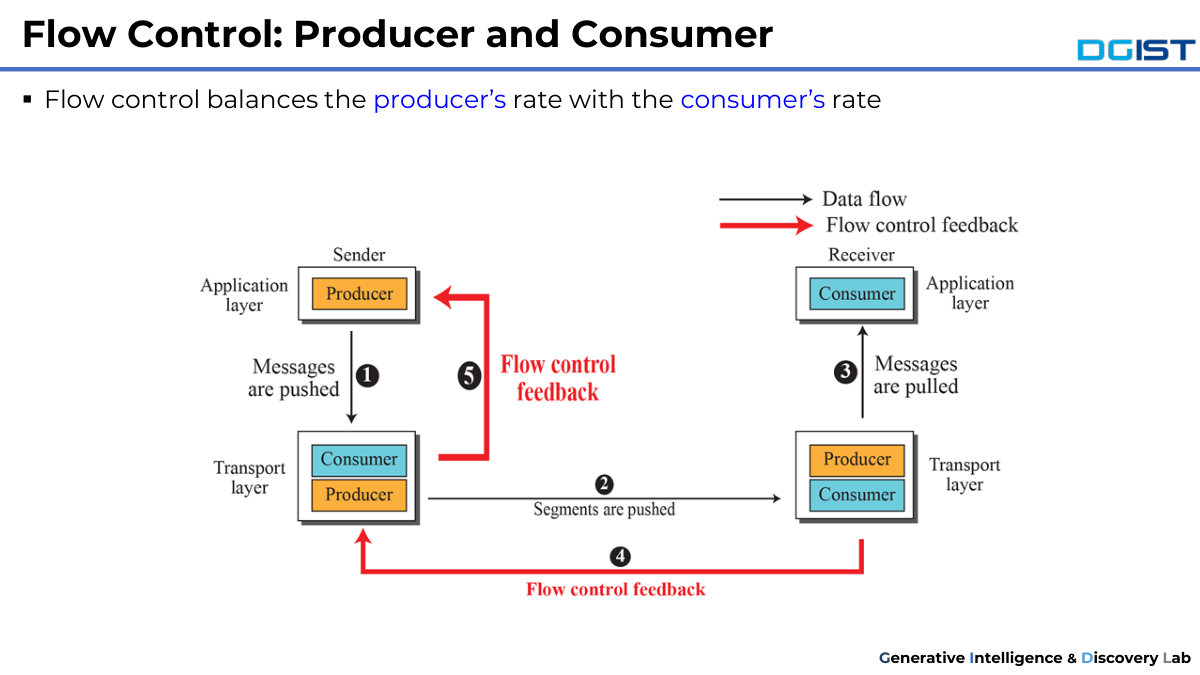 Flow Control: Producer and Consumer
DGIST
▪ Flow control balances the producer’s rate with the consumer’s rate
Data flow
Flow control feedback
Sender
Receiver
Application
layer
Producer
Consumer
Application
layer
Messages
are pushed
1
5
Flow control
feedback
3
Messages
are pulled
Transport
layer
Consumer
Producer
2
Segments are pushed
Producer
Consumer
Transport
layer
4
Flow control feedback
Generative Intelligence & Discovery Lab